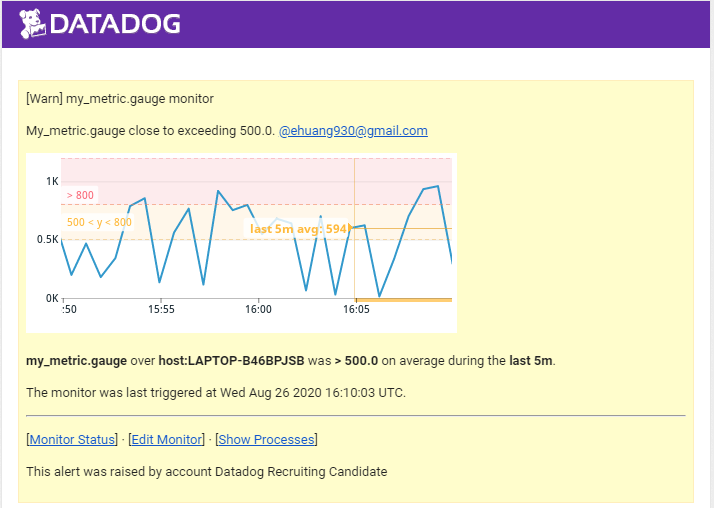 DATADOG
[Warn] my_metric.gauge monitor
My_metric.gauge close to exceeding 500.0. @ehuang930@gmail.com
1K
> 800
500 < y < 800
last 5m avg: 594
0.5K
0K
:50 15:55 16:00 16:05
my_metric.gauge over host:LAPTOP-B46BPJSB was > 500.0 on average during the last 5m.
The monitor was last triggered at Wed Aug 26 2020 16:10:03 UTC.
[Monitor Status] · [Edit Monitor] · [Show Processes]
This alert was raised by account Datadog Recruiting Candidate